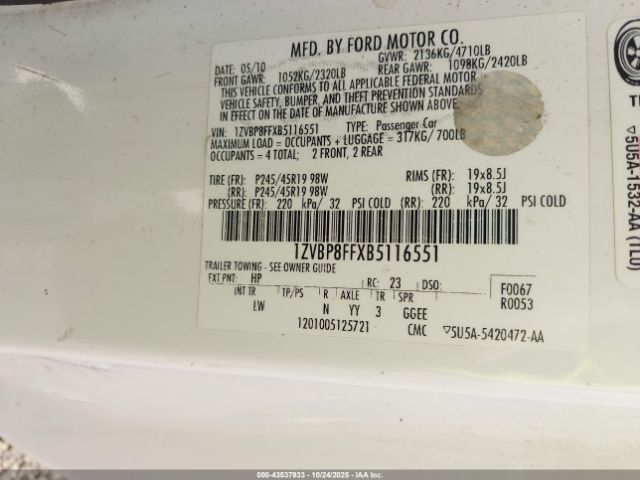 MFD. BY FORD MOTOR CO.
DATE: 05/10 GVWR: 2136KG/4710LB
FRONT GAWR: 1052KG/2320LB REAR GAWR: 1098KG/2420LB
THIS VEHICLE CONFORMS TO ALL APPLICABLE FEDERAL MOTOR
VEHICLE SAFETY, BUMPER, AND THEFT PREVENTION STANDARDS
IN EFFECT ON THE DATE OF MANUFACTURE SHOWN ABOVE.
VIN: 1ZVBP8FFXB5116551 TYPE: Passenger Car
MAXIMUM LOAD = OCCUPANTS + LUGGAGE = 317KG/ 700LB
OCCUPANTS = 4 TOTAL; 2 FRONT, 2 REAR
TIRE (FR): P245/45R19 98W RIMS (FR): 19x8.5J
(RR): P245/45R19 98W (RR): 19x8.5J
PRESSURE (FR): 220 kPa/ 32 PSI COLD (RR): 220 kPa/ 32 PSI COLD
1ZVBP8FFXB5116551
TRAILER TOWING - SEE OWNER GUIDE
EXT PNT: HP RC: 23 DSO: F0067
INT TR TP/PS R AXLE TR SPR R0053
LW N YY 3 GGEE
1201005125721 CMC ▽5U5A-5420472-AA
▽5U5A-1532-AA (TLU)
000-43537933 - 10/24/2025 - IAA Inc.